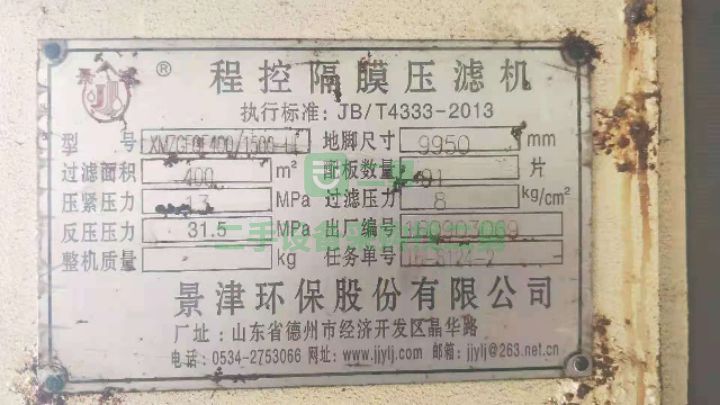 ® 程控隔膜压滤机
执行标准: JB/T4333-2013
型 号 地脚尺寸 9950 mm
过滤面积 400 m² 配板数量 91 片
压紧压力 13 MPa 过滤压力 8 kg/cm²
反压压力 31.5 MPa 出厂编号
整机质量 kg 任务单号
景津环保股份有限公司
厂址:山东省德州市经济开发区晶华路
电话:0534-2753066 网址:www.jjylj.com 邮箱:jjylj@263.net.cn